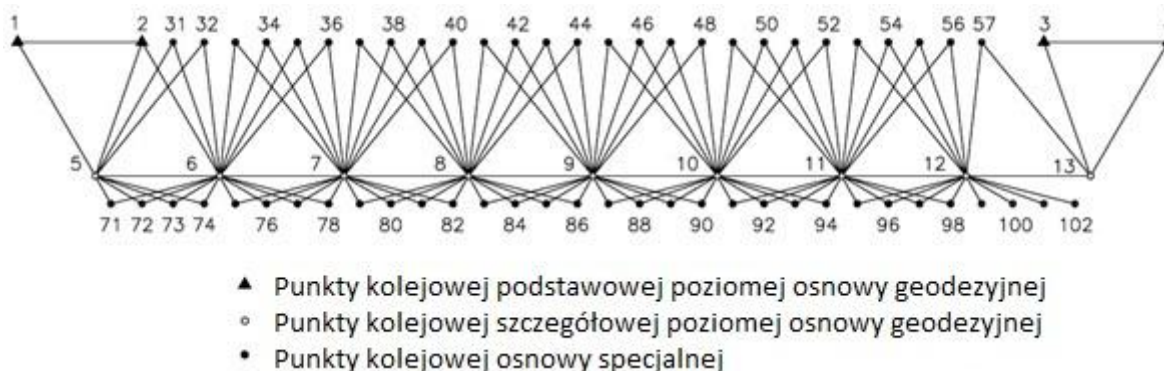 1 2 31 32 34 36 38 40 42 44 46 48 50 52 54 56 57 3
5 6 7 8 9 10 11 12 13
71 72 73 74 76 78 80 82 84 86 88 90 92 94 96 98 100 102
Punkty kolejowej podstawowej poziomej osnowy geodezyjnej
Punkty kolejowej szczegółowej poziomej osnowy geodezyjnej
Punkty kolejowej osnowy specjalnej